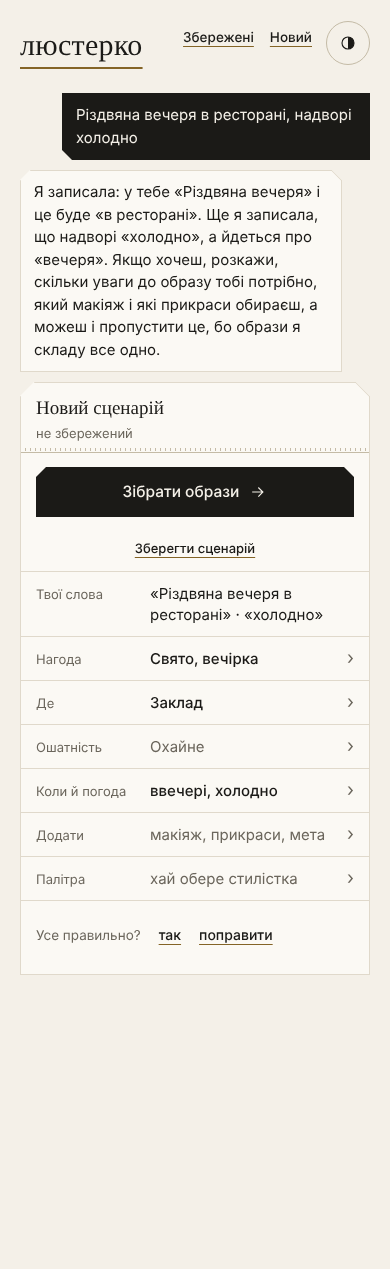 люстерко
Збережені Новий
Різдвяна вечеря в ресторані, надворі
холодно
Я записала: у тебе «Різдвяна вечеря» і
це буде «в ресторані». Ще я записала,
що надворі «холодно», а йдеться про
«вечеря». Якщо хочеш, розкажи,
скільки уваги до образу тобі потрібно,
який макіяж і які прикраси обираєш, а
можеш і пропустити це, бо образи я
складу все одно.
Новий сценарій
не збережений
Зібрати образи →
Зберегти сценарій
Твої слова «Різдвяна вечеря в
ресторані» · «холодно»
Нагода Свято, вечірка ›
Де Заклад ›
Ошатність Охайне ›
Коли й погода ввечері, холодно ›
Додати макіяж, прикраси, мета ›
Палітра хай обере стилістка ›
Усе правильно? так поправити